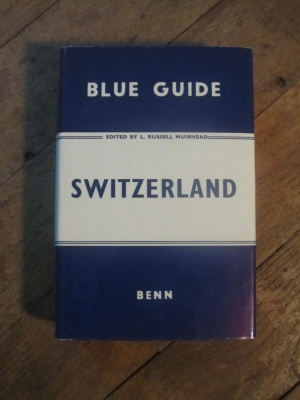 BLUE GUIDE
EDITED BY L. RUSSELL MUIRHEAD
SWITZERLAND
BENN